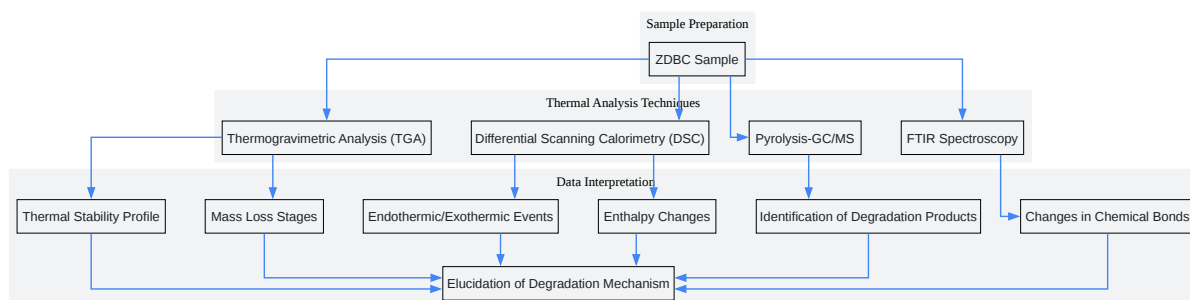 Sample Preparation
ZDBC Sample
Thermal Analysis Techniques
Thermogravimetric Analysis (TGA)
Differential Scanning Calorimetry (DSC)
Pyrolysis-GC/MS
FTIR Spectroscopy
Data Interpretation
Thermal Stability Profile
Mass Loss Stages
Endothermic/Exothermic Events
Enthalpy Changes
Identification of Degradation Products
Changes in Chemical Bonds
Elucidation of Degradation Mechanism